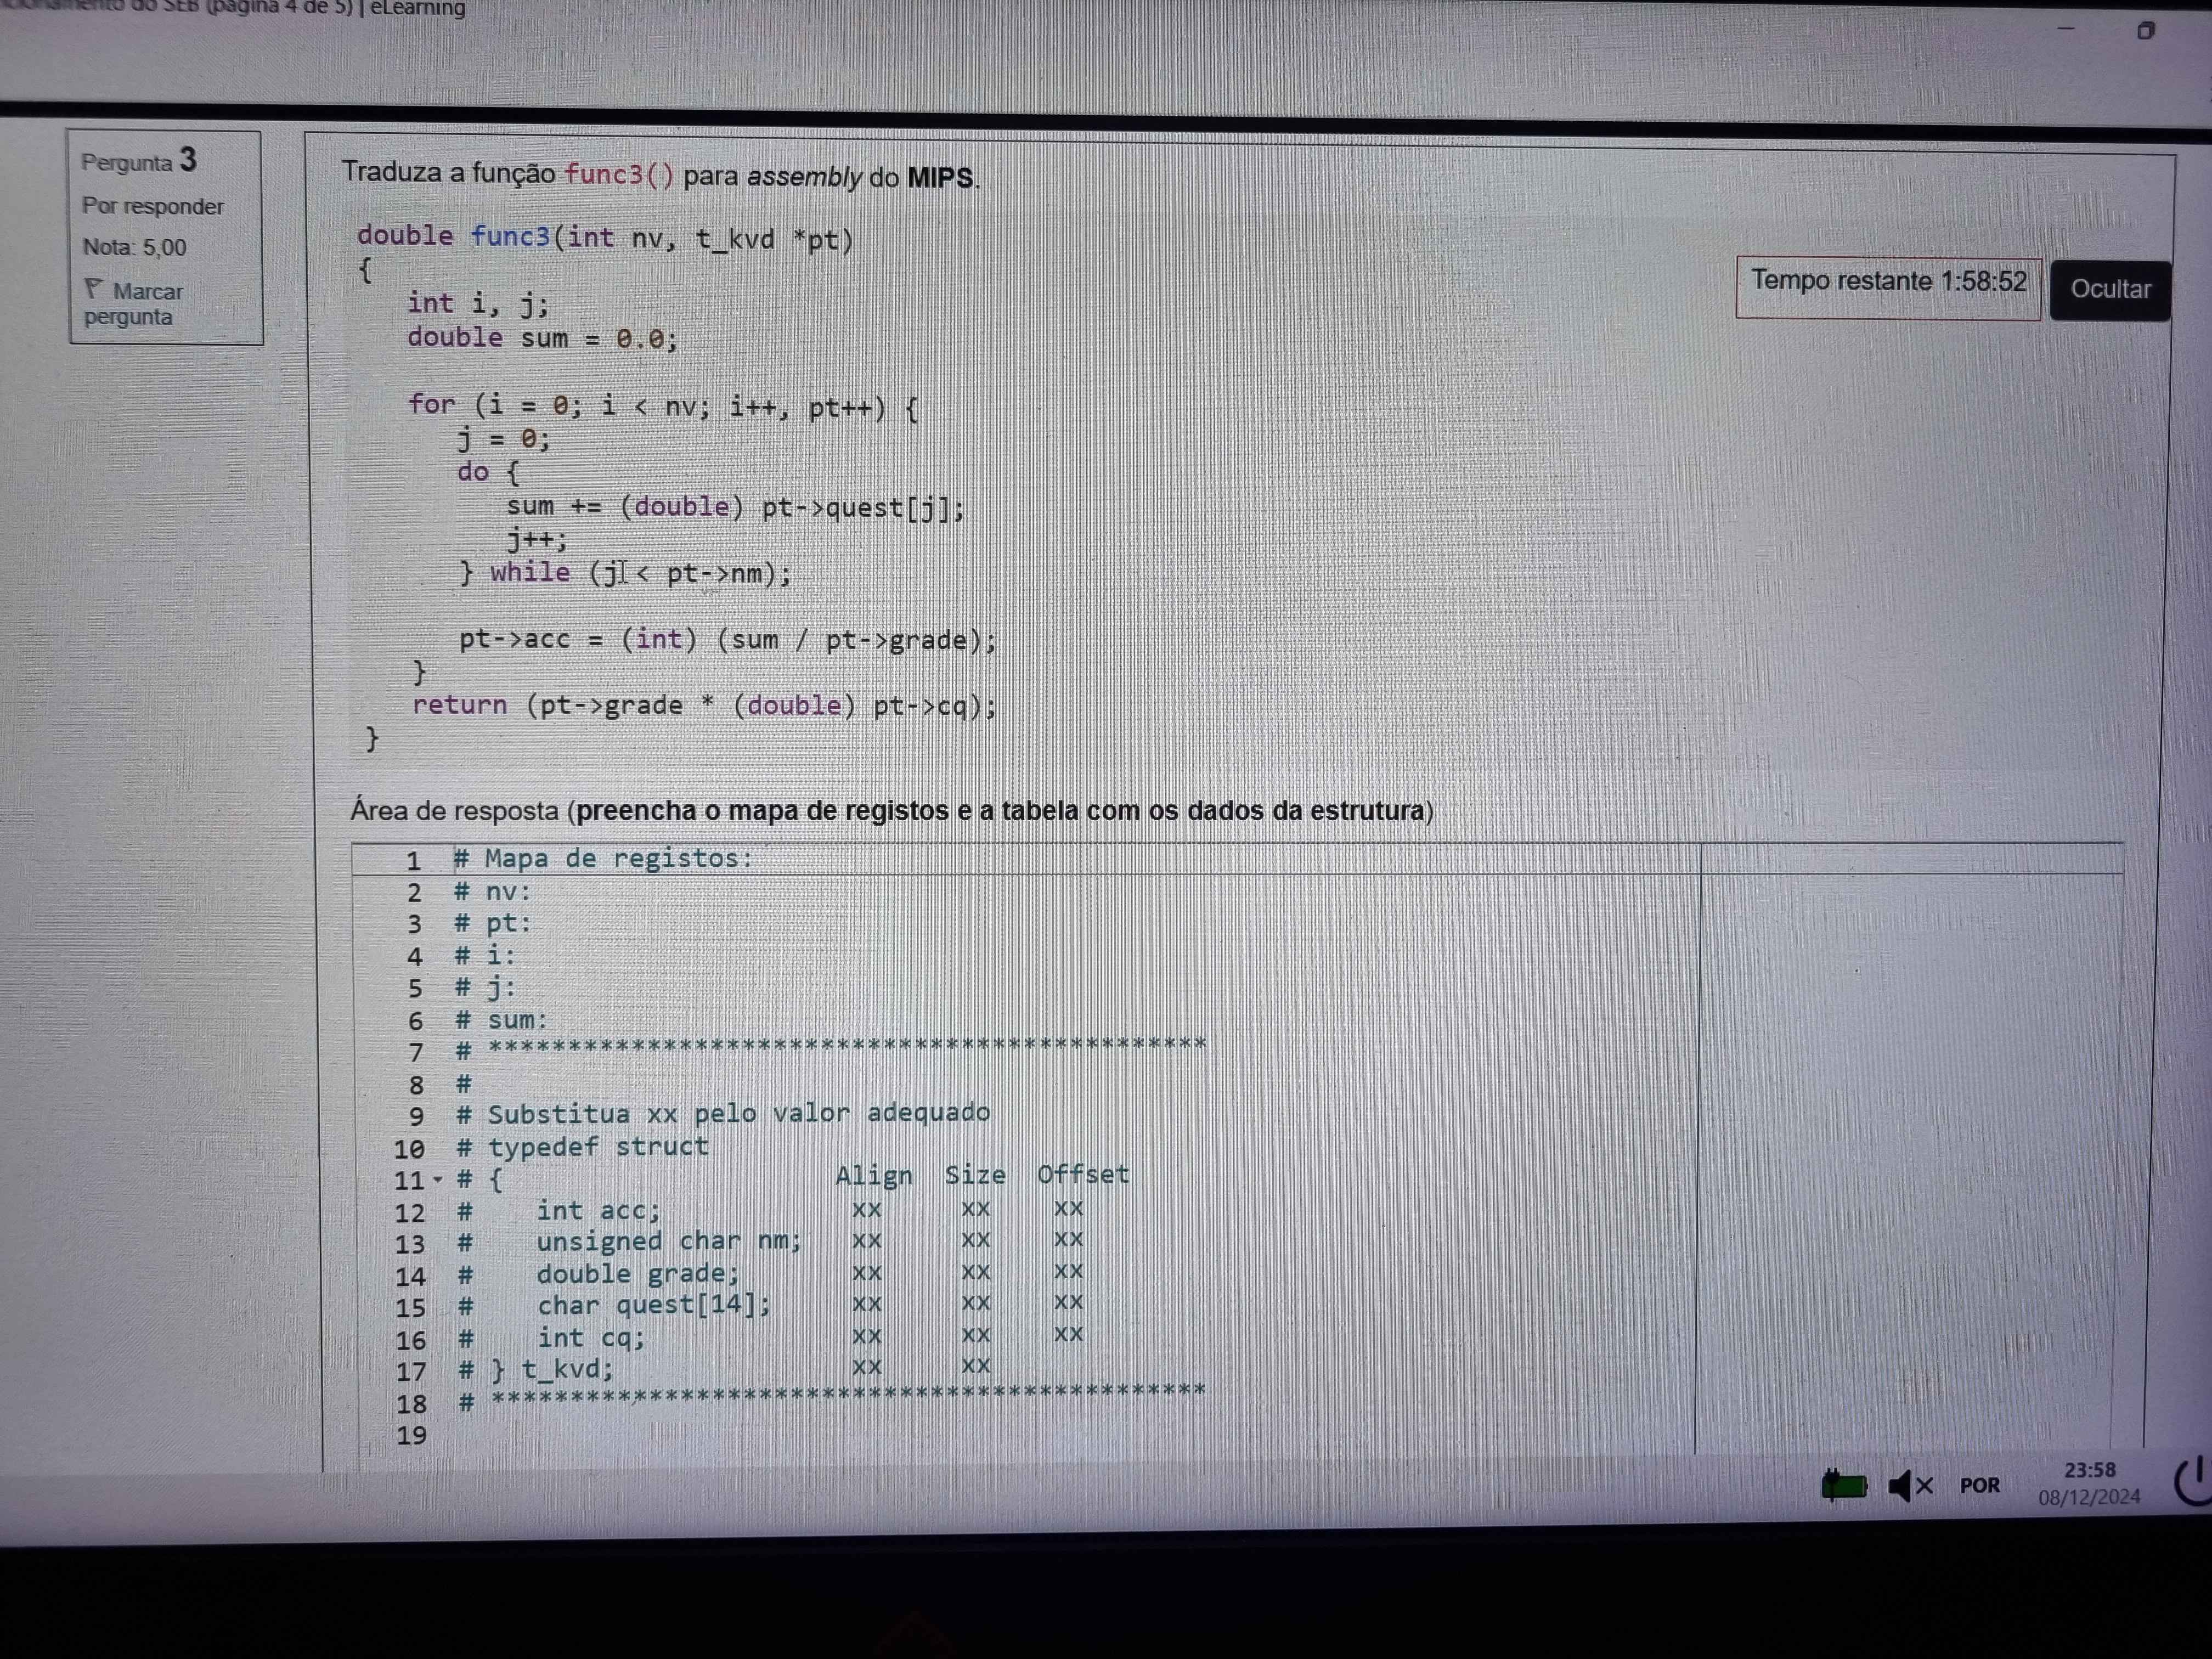 do SEB (página 4 de 5) | eLearning
Pergunta 3
Por responder
Nota: 5,00
Marcar
pergunta
Traduza a função func3() para assembly do MIPS.
double func3(int nv, t_kvd *pt)
{
int i, j;
double sum = 0.0;
for (i = 0; i < nv; i++, pt++) {
j = 0;
do {
sum += (double) pt->quest[j];
j++;
} while (j < pt->nm);
pt->acc = (int) (sum / pt->grade);
}
return (pt->grade * (double) pt->cq);
}
Tempo restante 1:58:52
Ocultar
Área de resposta (preencha o mapa de registos e a tabela com os dados da estrutura)
1 # Mapa de registos:
2 # nv:
3 # pt:
4 # i:
5 # j:
6 # sum:
7 # *********************************************
8 #
9 # Substitua xx pelo valor adequado
10 # typedef struct
11 # { Align Size Offset
12 # int acc; xx xx xx
13 # unsigned char nm; xx xx xx
14 # double grade; xx xx xx
15 # char quest[14]; xx xx xx
16 # int cq; xx xx xx
17 # } t_kvd; xx xx
18 # *********************************************
19
POR
23:58
08/12/2024